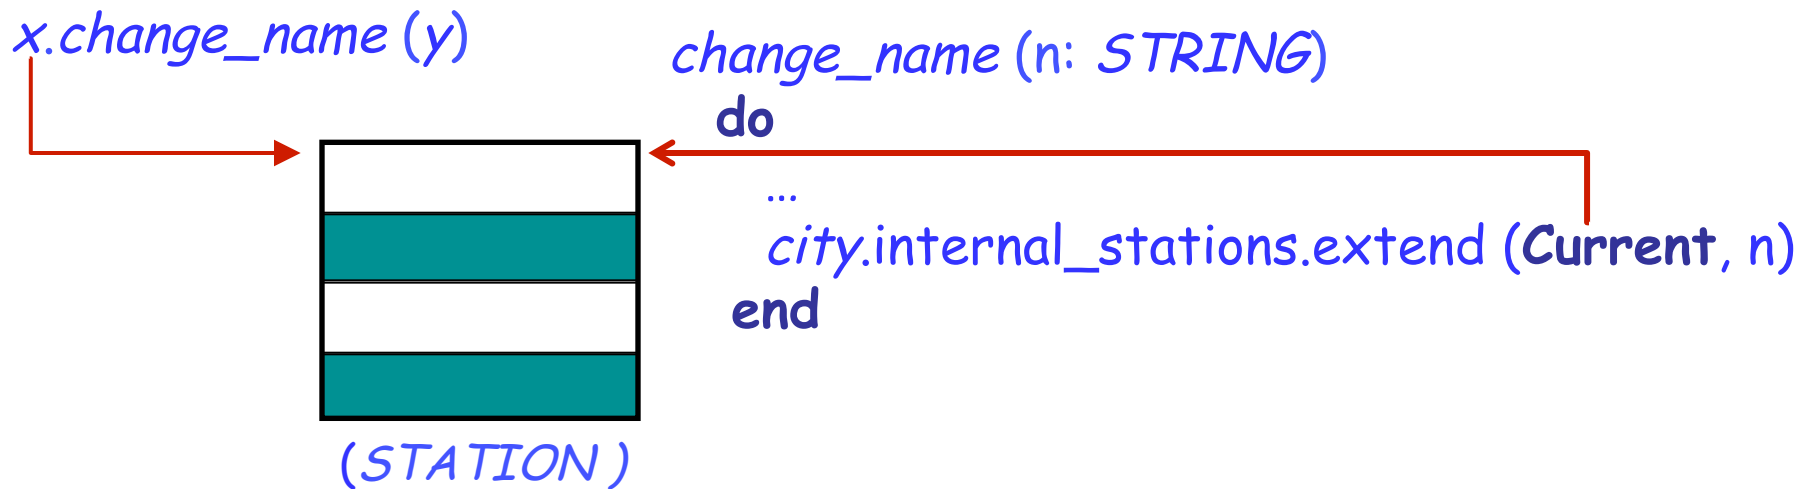 x.change_name (y)
change_name (n: STRING)
do
...
city.internal_stations.extend (Current, n)
end
(STATION )